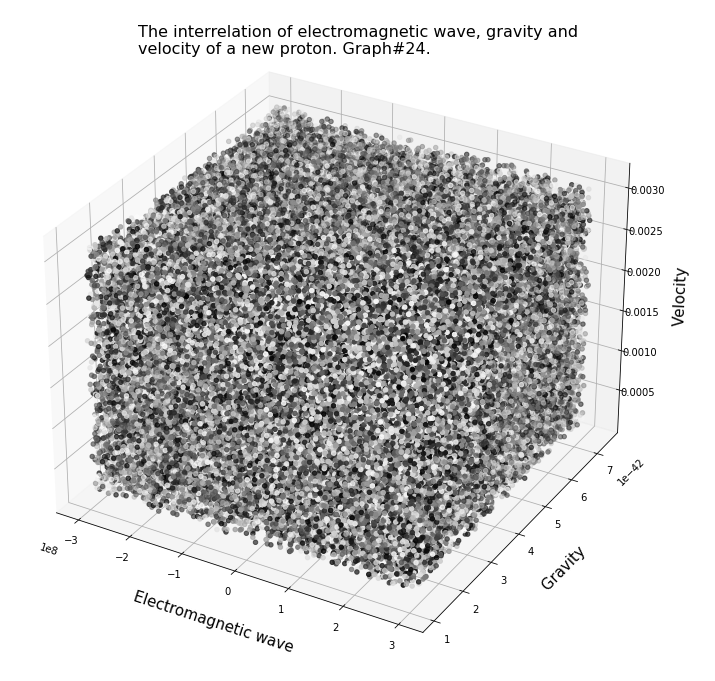 The interrelation of electromagnetic wave, gravity and
velocity of a new proton. Graph#24.
0.0030
0.0025
0.0020
0.0015
0.0010
0.0005
Velocity
7
1e−42
6
5
4
3
2
1
Gravity
1e8
−3
−2
−1
0
1
2
3
Electromagnetic wave